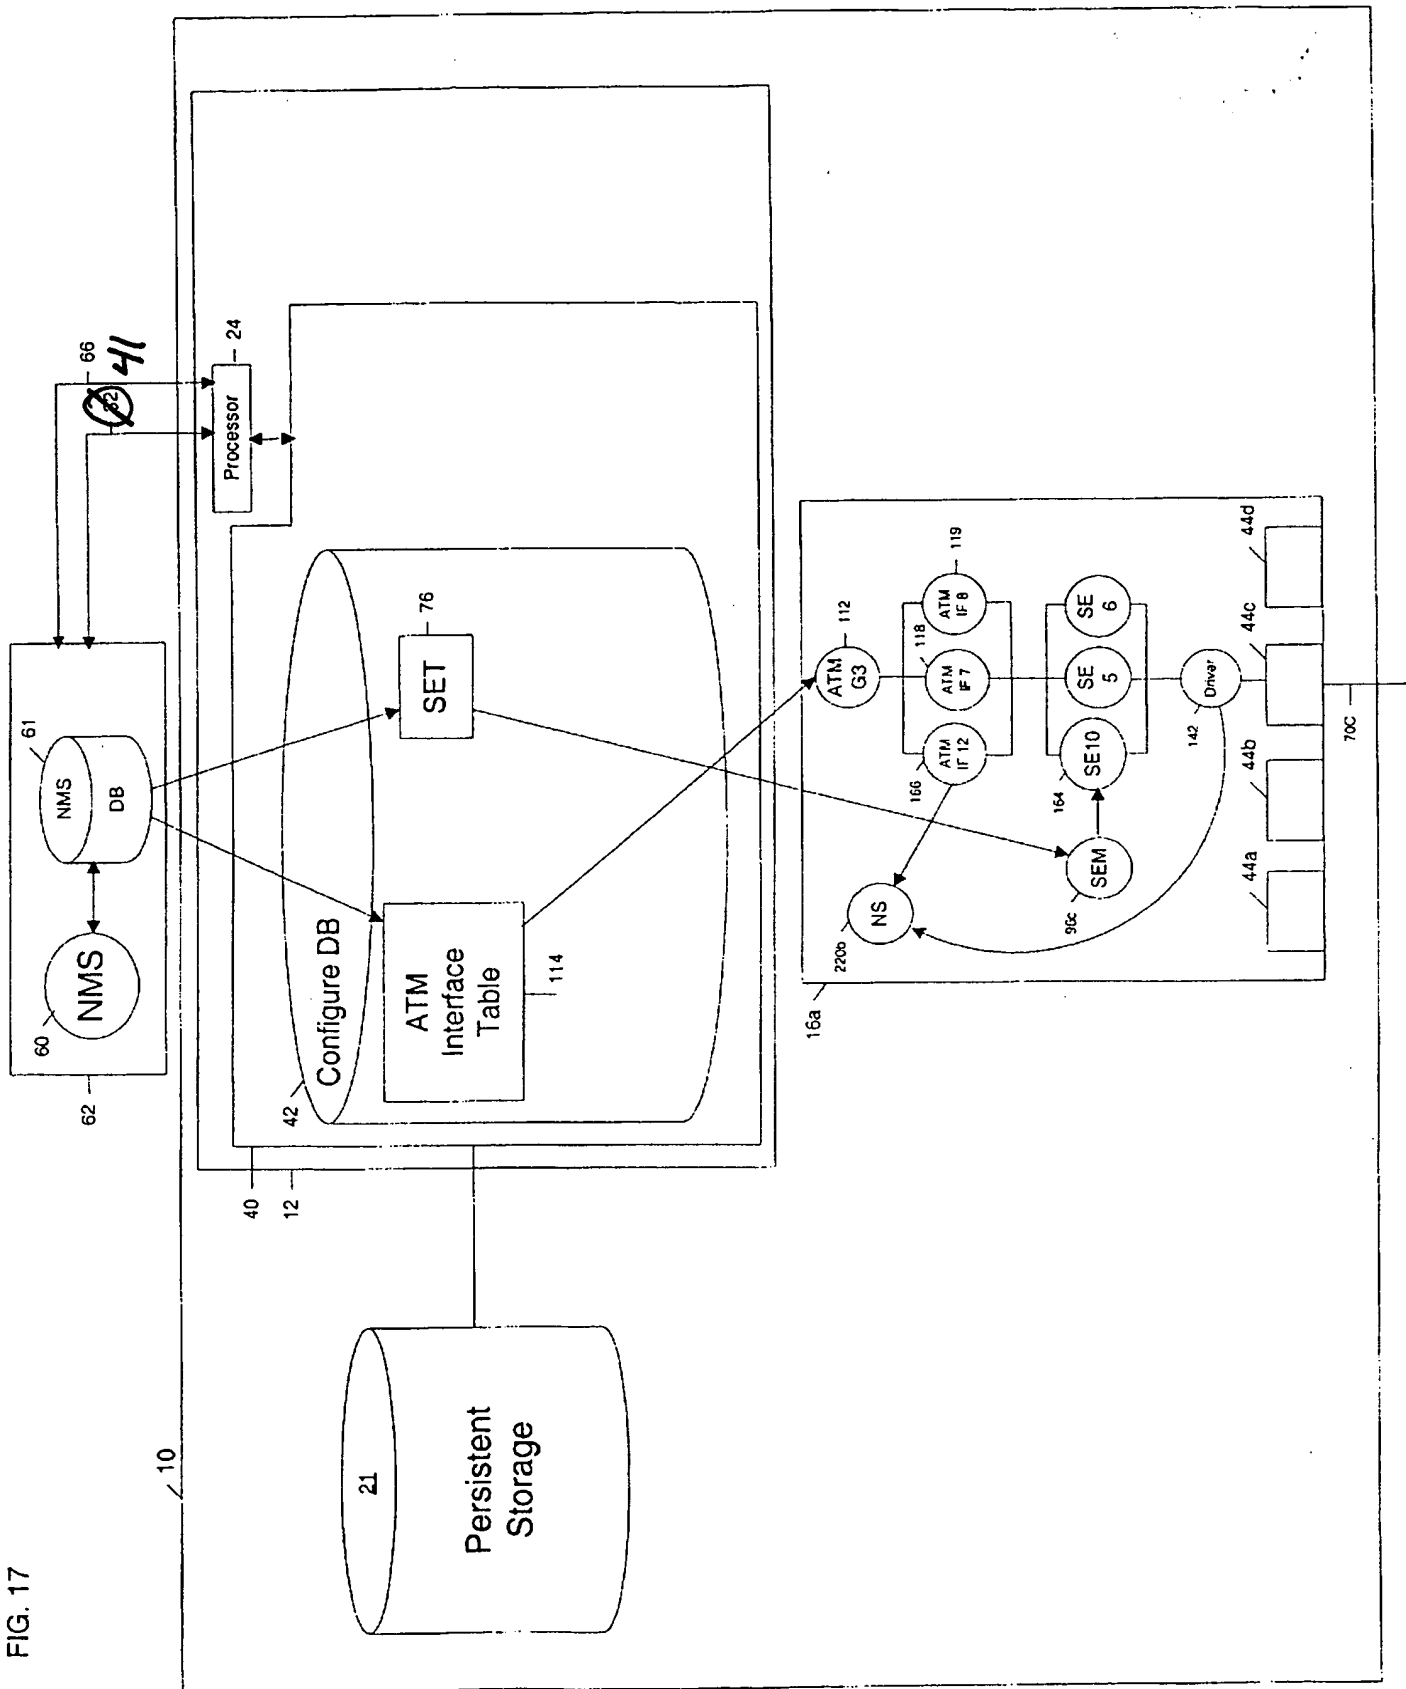 FIG. 17
10
62
60
NMS
61
NMS
DB
66
41
24
Processor
40
12
42
Configure DB
76
SET
ATM
Interface
Table
114
21
Persistent
Storage
16a
112
ATM
G3
119
ATM
IF 8
118
ATM
IF 7
166
ATM
IF 12
220b
NS
SE
6
SE
5
164
SE10
96c
SEM
142
Driver
44a
44b
44c
44d
70C